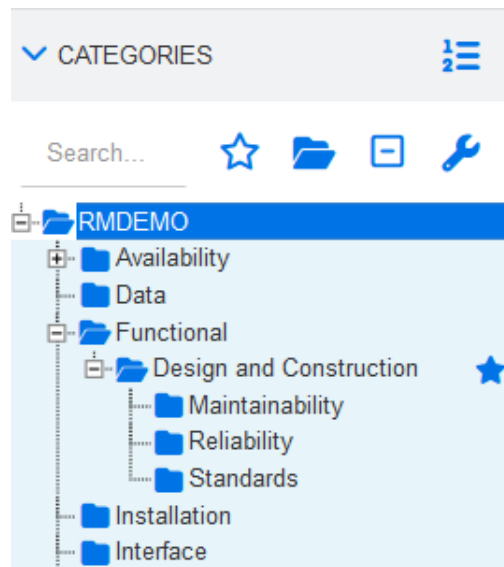 CATEGORIES
Search...
RMDEMO
Availability
Data
Functional
Design and Construction
Maintainability
Reliability
Standards
Installation
Interface